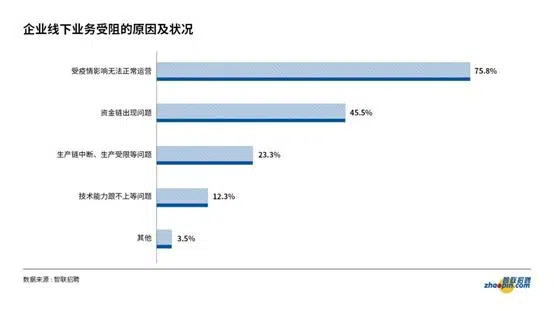 企业线下业务受阻的原因及状况
受疫情影响无法正常运营
75.8%
资金链出现问题
45.5%
生产链中断、生产受限等问题
23.3%
技术能力跟不上等问题
12.3%
其他
3.5%
数据来源：智联招聘
智联招聘
zhaopin.com